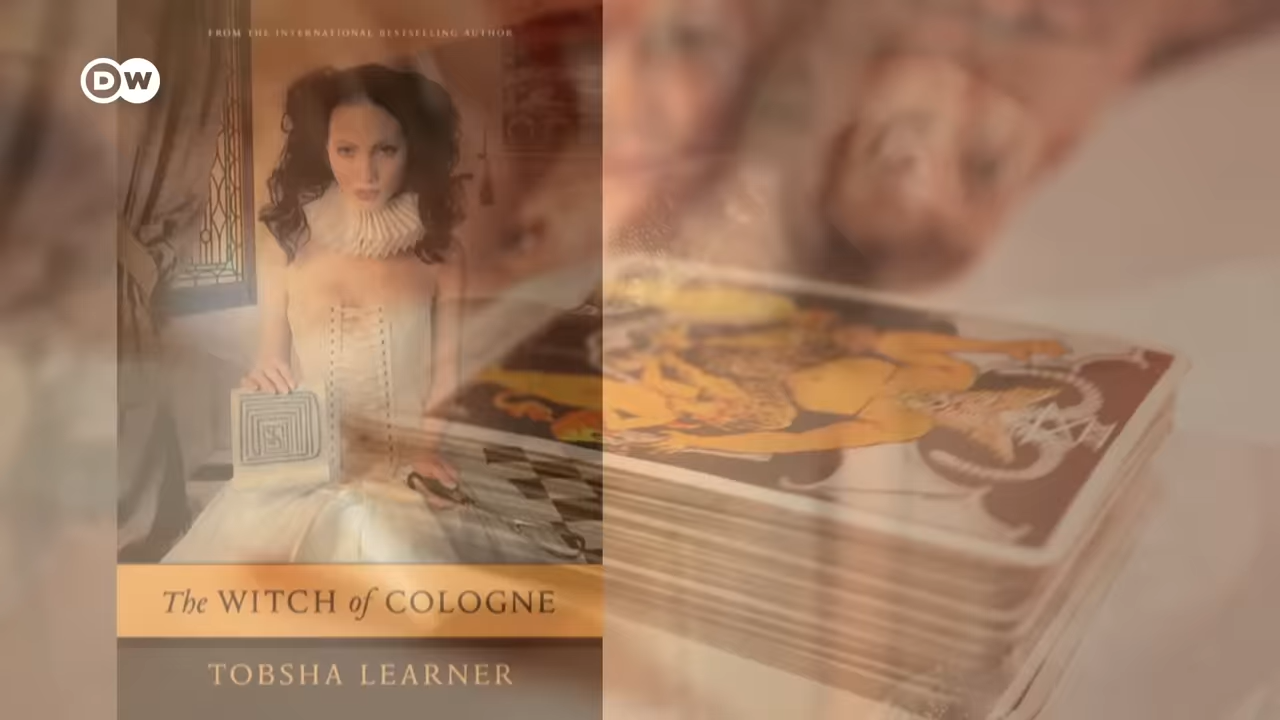 FROM THE INTERNATIONAL BESTSELLING AUTHOR
DW
The WITCH of COLOGNE
TOBSHA LEARNER